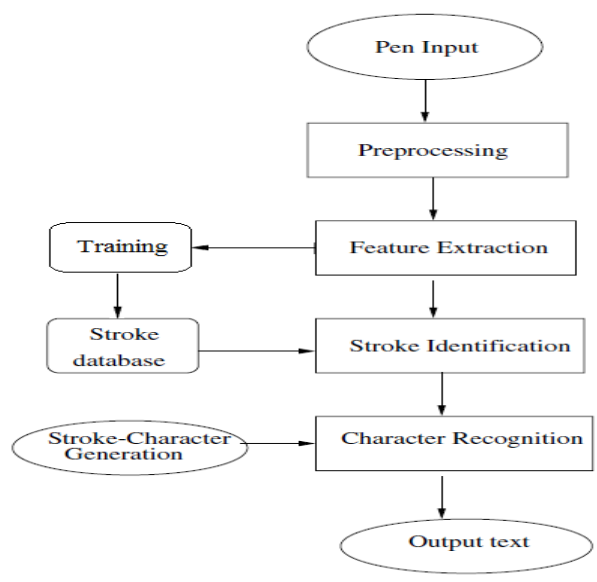 Pen Input
Preprocessing
Training
Feature Extraction
Stroke
database
Stroke Identification
Stroke-Character
Generation
Character Recognition
Output text